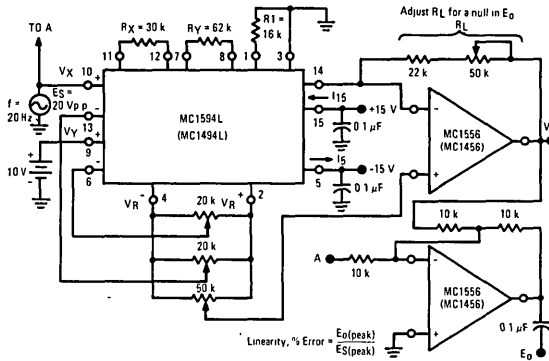 TO A
RX = 30 k
RY = 62 k
R1 = 16 k
Adjust RL for a null in Eo
RL
11
12
7
8
1
3
14
22 k
50 k
VX
10
+
ES = 20 Vp p
f = 20 Hz
-
13
VY
+
9
10 V
-
6
MC1594L
(MC1494L)
I15
15
+15 V
0 1 µF
I5
5
-15 V
0 1 µF
-
+
MC1556
(MC1456)
V
VR
-
4
VR
+
2
20 k
20 k
50 k
10 k
10 k
A
10 k
-
+
MC1556
(MC1456)
0 1 µF
Eo
Linearity, % Error = Eo(peak)
ES(peak)